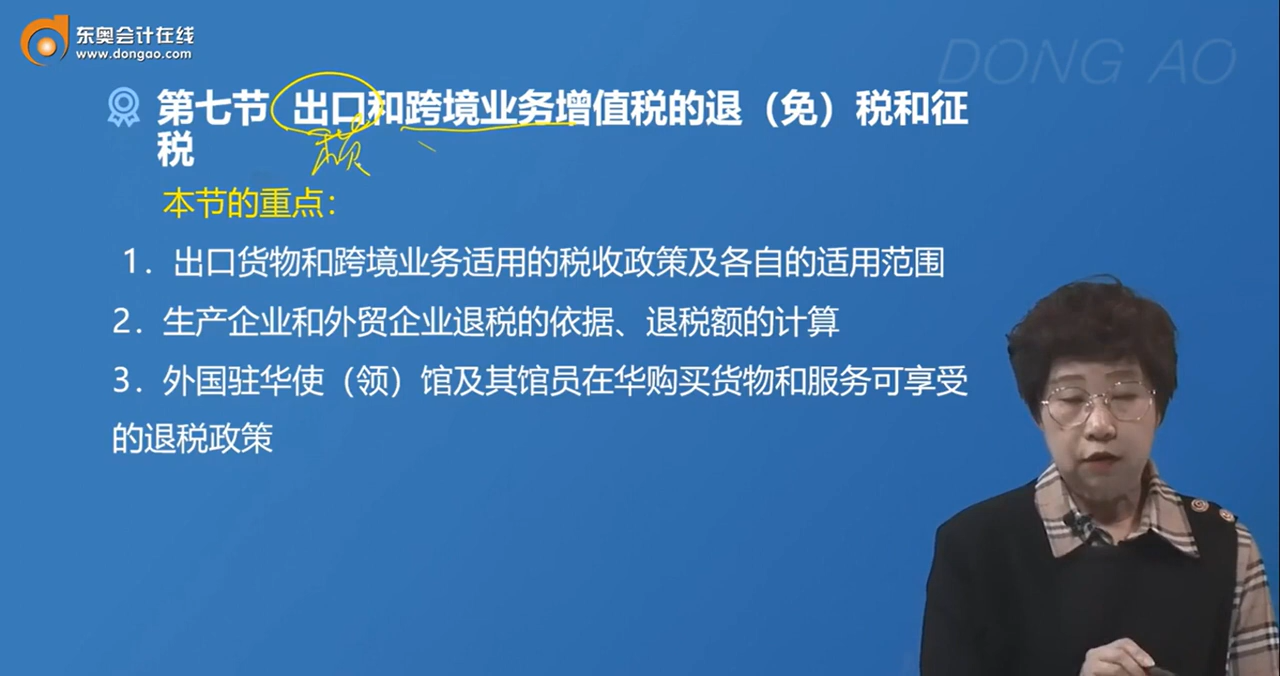 东奥会计在线
www.dongao.com
DONG AO
第七节 出口和跨境业务增值税的退（免）税和征
税
本节的重点：
1．出口货物和跨境业务适用的税收政策及各自的适用范围
2．生产企业和外贸企业退税的依据、退税额的计算
3．外国驻华使（领）馆及其馆员在华购买货物和服务可享受
的退税政策